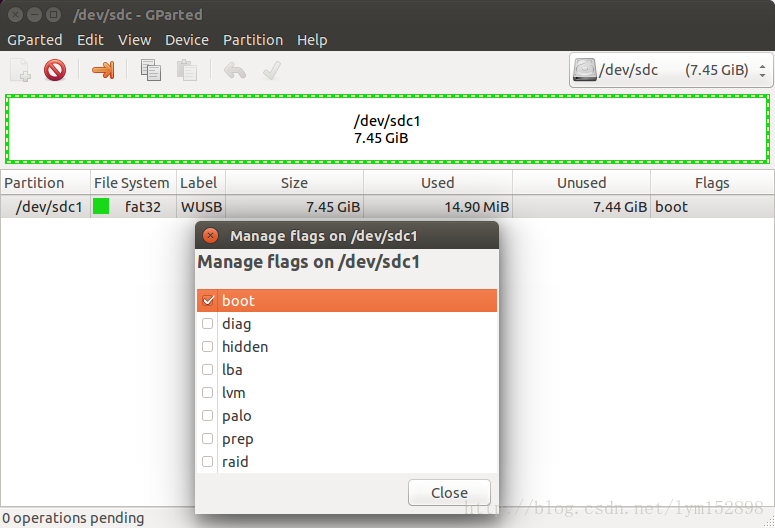 /dev/sdc - GParted
GParted Edit View Device Partition Help
/dev/sdc (7.45 GiB)
/dev/sdc1
7.45 GiB
Partition File System Label Size Used Unused Flags
/dev/sdc1 fat32 WUSB 7.45 GiB 14.90 MiB 7.44 GiB boot
Manage flags on /dev/sdc1
Manage flags on /dev/sdc1
boot
diag
hidden
lba
lvm
palo
prep
raid
Close
http://blog.csdn.net/lym152898
0 operations pending